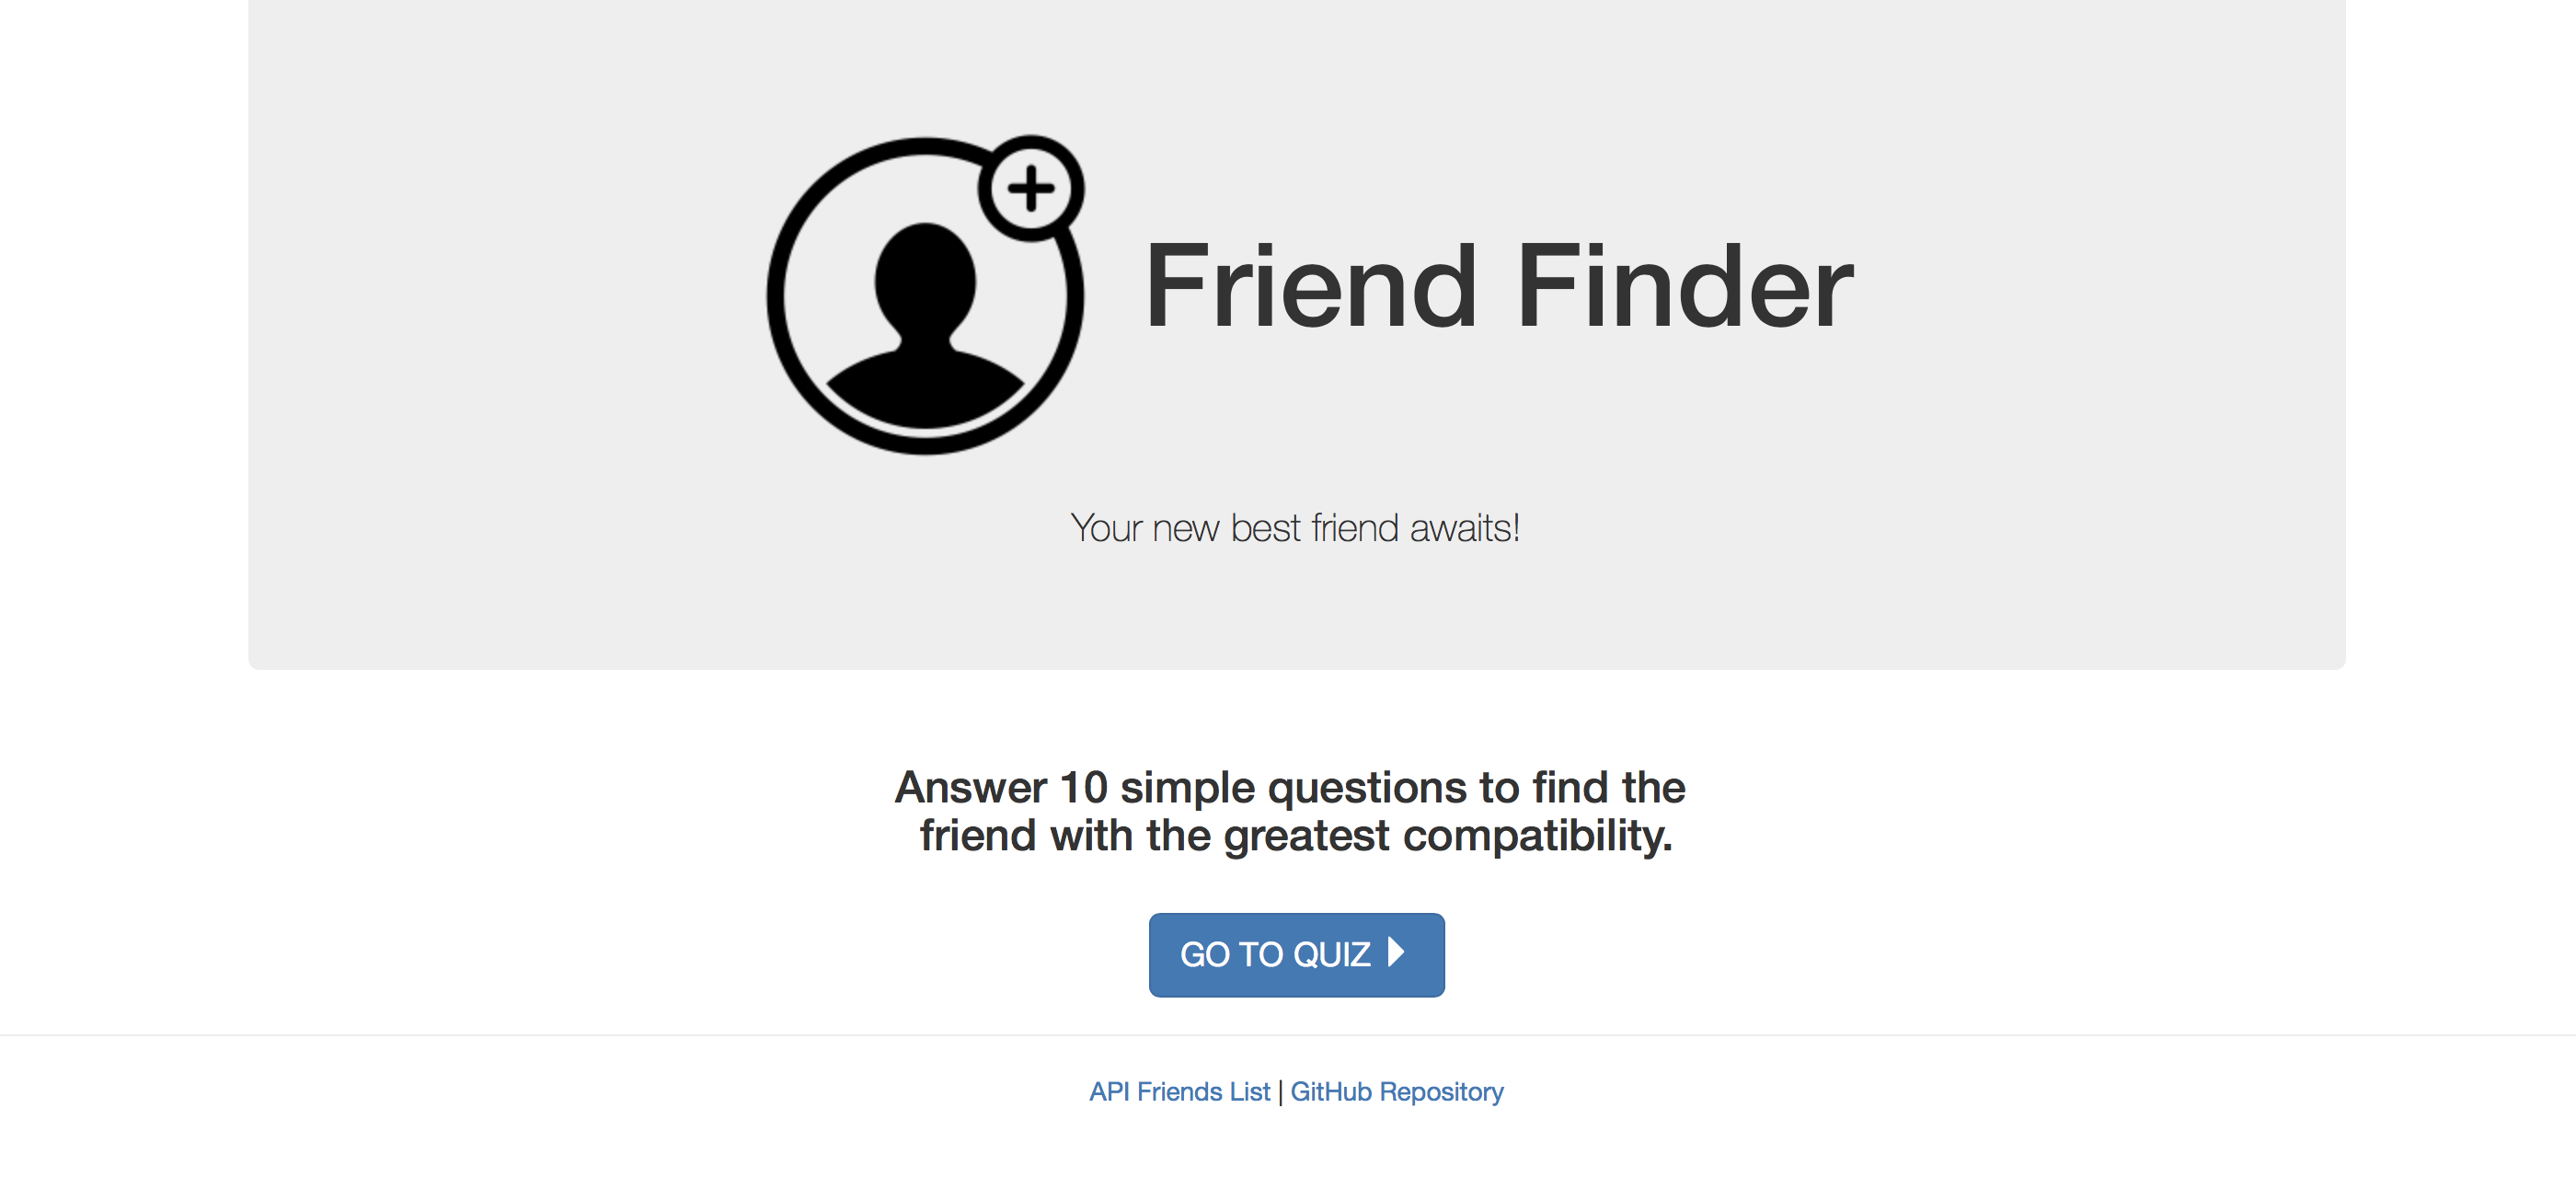 Friend Finder
Your new best friend awaits!
Answer 10 simple questions to find the
friend with the greatest compatibility.
GO TO QUIZ
API Friends List | GitHub Repository